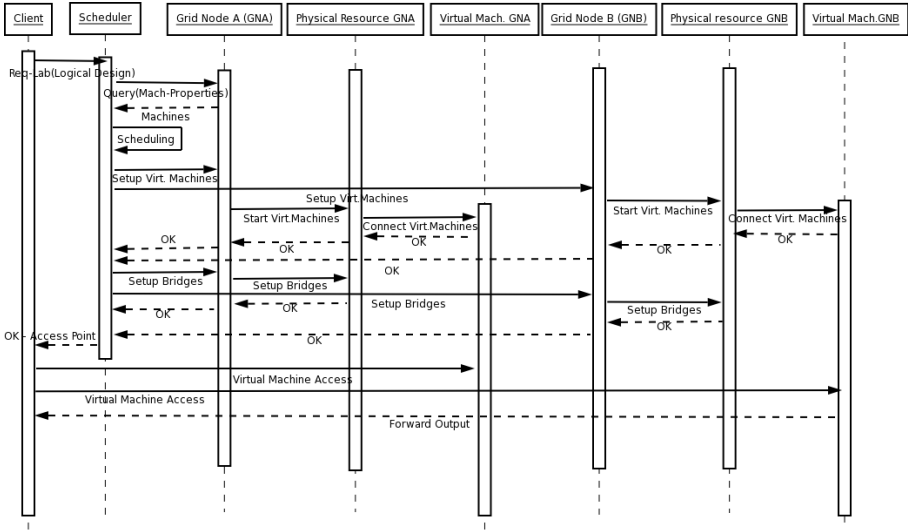 Client
Scheduler
Grid Node A (GNA)
Physical Resource GNA
Virtual Mach. GNA
Grid Node B (GNB)
Physical resource GNB
Virtual Mach.GNB
Req-Lab(Logical Design)
Query(Mach-Properties)
Machines
Scheduling
Setup Virt. Machines
Setup Virt.Machines
Start Virt.Machines
Start Virt. Machines
Connect Virt.Machines
Connect Virt. Machines
OK
OK
OK
OK
OK
OK
Setup Bridges
Setup Bridges
Setup Bridges
Setup Bridges
OK
OK
OK
OK
OK - Access Point
Virtual Machine Access
Virtual Machine Access
Forward Output